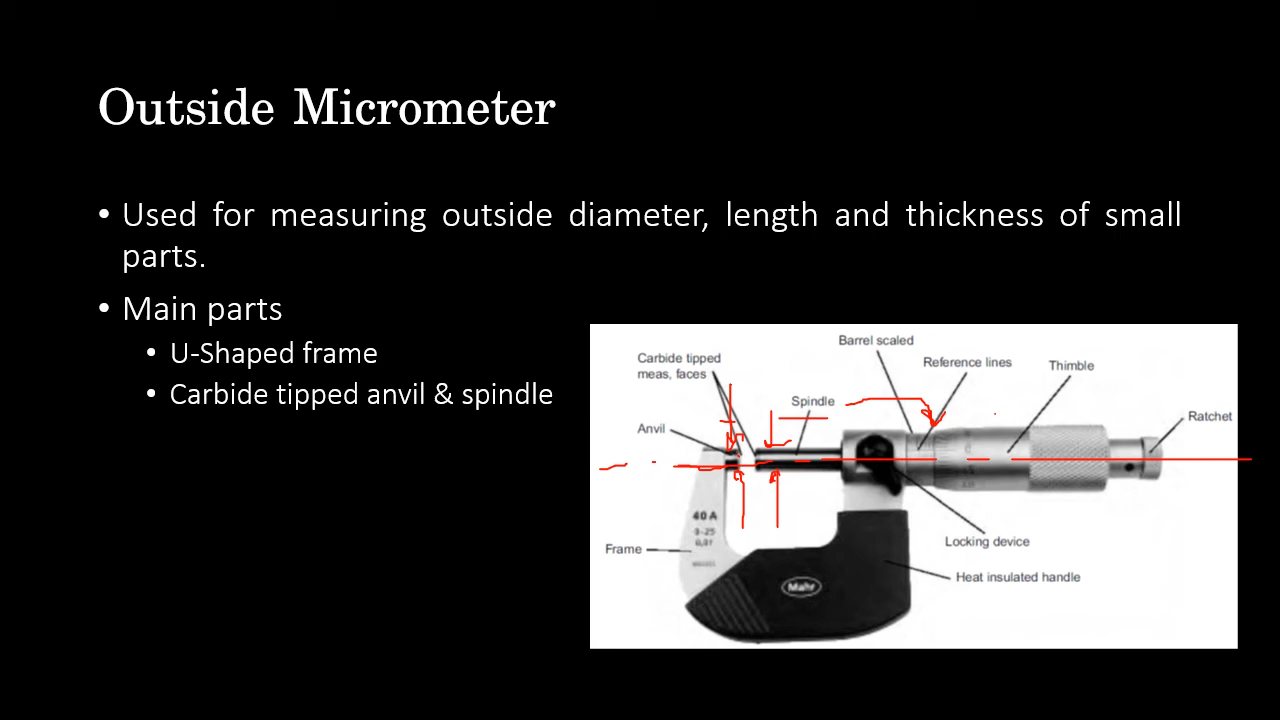 Outside Micrometer
• Used for measuring outside diameter, length and thickness of small
parts.
• Main parts
• U-Shaped frame
• Carbide tipped anvil & spindle
Barrel scaled
Carbide tipped
meas, faces
Reference lines
Thimble
Spindle
Ratchet
Anvil
40 A
0-25
0,01
Frame
Locking device
Heat insulated handle
Mahr